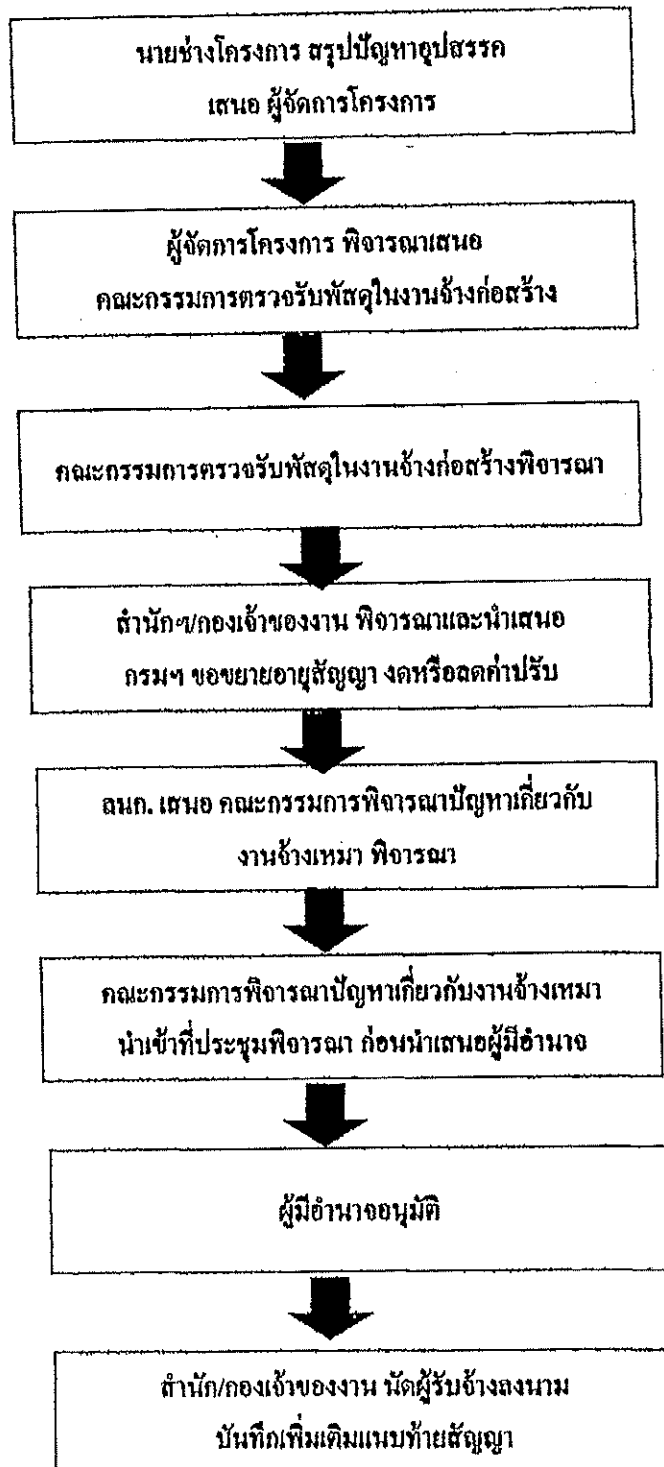 นายช่างโครงการ สรุปปัญหาอุปสรรค
เสนอ ผู้จัดการโครงการ
ผู้จัดการโครงการ พิจารณาเสนอ
คณะกรรมการตรวจรับพัสดุในงานจ้างก่อสร้าง
คณะกรรมการตรวจรับพัสดุในงานจ้างก่อสร้างพิจารณา
สำนักฯ/กองเจ้าของงาน พิจารณาและนำเสนอ
กรมฯ ขอขยายอายุสัญญา งดหรือลดค่าปรับ
ลนก. เสนอ คณะกรรมการพิจารณาปัญหาเกี่ยวกับ
งานจ้างเหมา พิจารณา
คณะกรรมการพิจารณาปัญหาเกี่ยวกับงานจ้างเหมา
นำเข้าที่ประชุมพิจารณา ก่อนนำเสนอผู้มีอำนาจ
ผู้มีอำนาจอนุมัติ
สำนัก/กองเจ้าของงาน นัดผู้รับจ้างลงนาม
บันทึกเพิ่มเติมแนบท้ายสัญญา